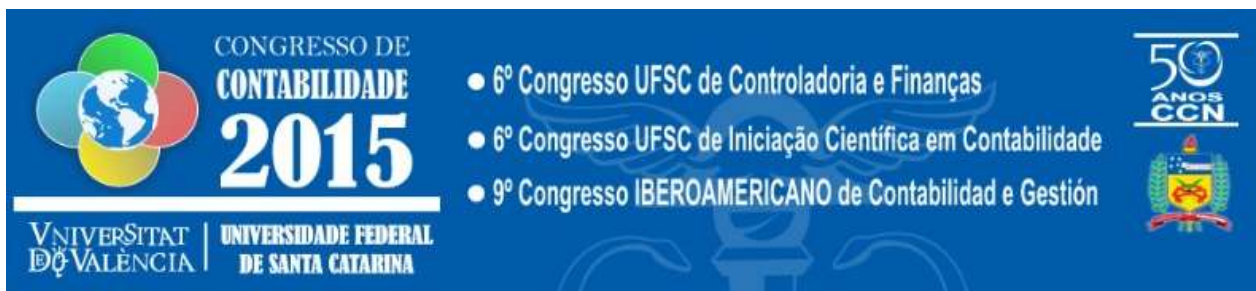 CONGRESSO DE
CONTABILIDADE
2015
VNIVERSITAT
DE VALÈNCIA
UNIVERSIDADE FEDERAL
DE SANTA CATARINA
• 6º Congresso UFSC de Controladoria e Finanças
• 6º Congresso UFSC de Iniciação Científica em Contabilidade
• 9º Congresso IBEROAMERICANO de Contabilidad e Gestión
50
ANOS
CCN